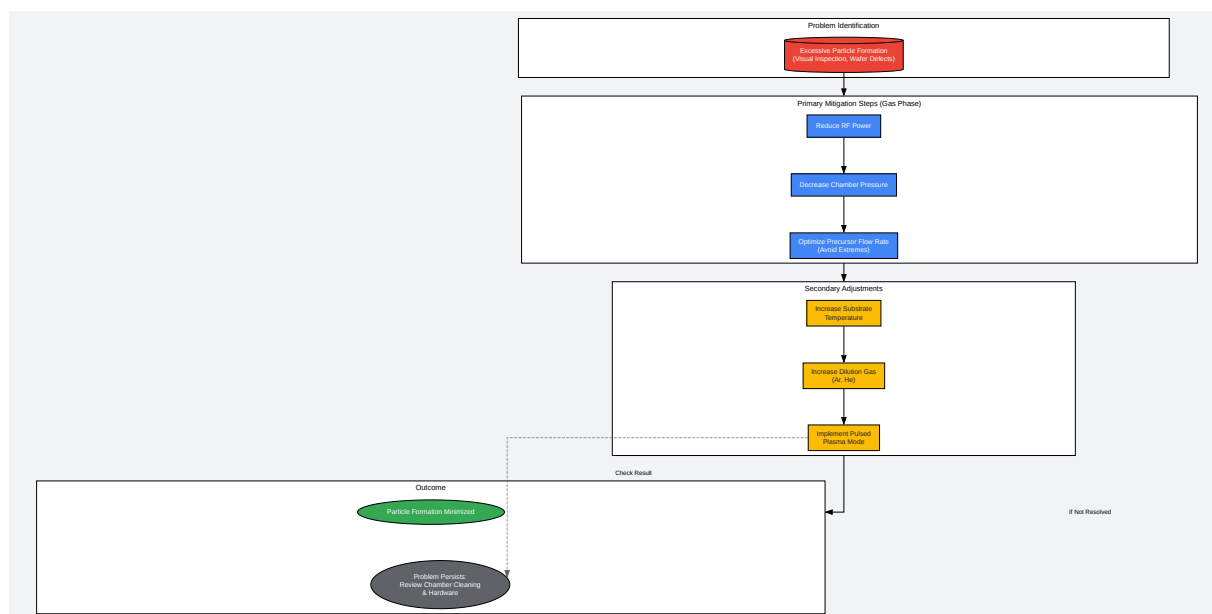 Problem Identification
Excessive Particle Formation
(Visual Inspection, Wafer Defects)
Primary Mitigation Steps (Gas Phase)
Reduce RF Power
Decrease Chamber Pressure
Optimize Precursor Flow Rate
(Avoid Extremes)
Secondary Adjustments
Increase Substrate
Temperature
Increase Dilution Gas
(Ar, He)
Implement Pulsed
Plasma Mode
Check Result
Outcome
Particle Formation Minimized
If Not Resolved
Problem Persists:
Review Chamber Cleaning
& Hardware